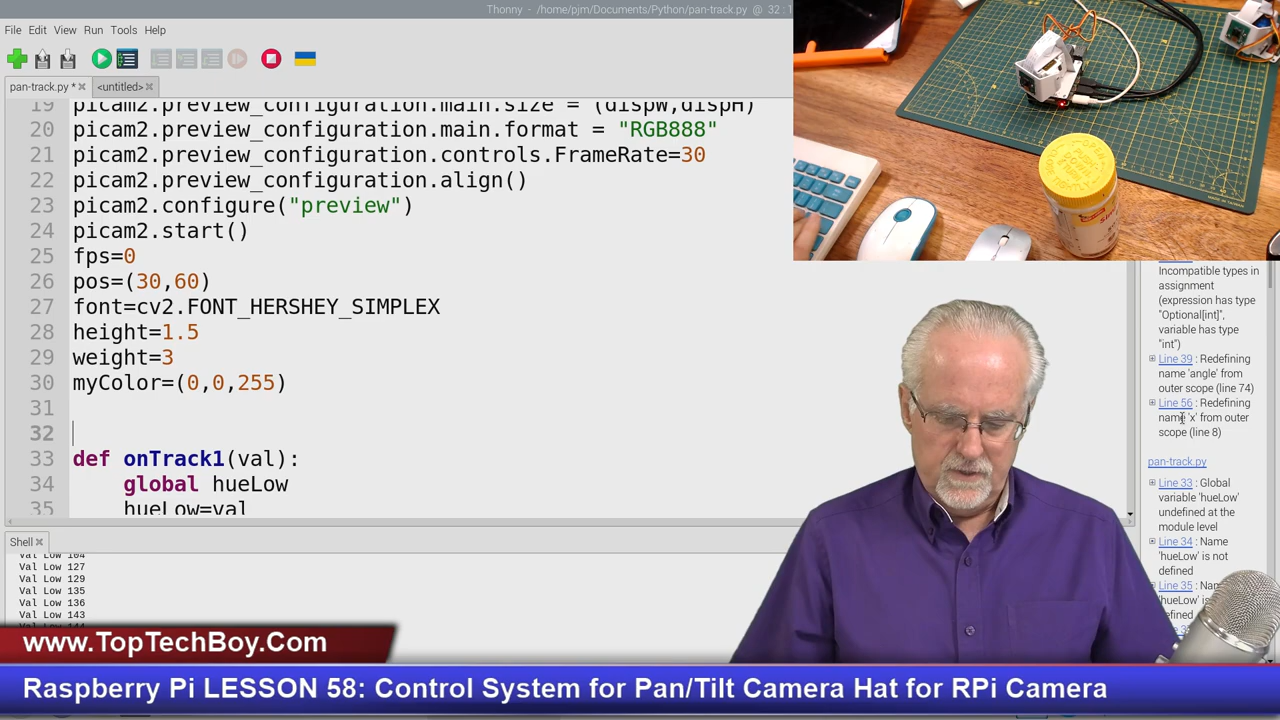 Thonny - /home/pjm/Documents/Python/pan-track.py @ 32 : 1
File Edit View Run Tools Help
pan-track.py * <untitled>
19 picam2.preview_configuration.main.size = (dispW,dispH)
20 picam2.preview_configuration.main.format = "RGB888"
21 picam2.preview_configuration.controls.FrameRate=30
22 picam2.preview_configuration.align()
23 picam2.configure("preview")
24 picam2.start()
25 fps=0
26 pos=(30,60)
27 font=cv2.FONT_HERSHEY_SIMPLEX
28 height=1.5
29 weight=3
30 myColor=(0,0,255)
31
32
33 def onTrack1(val):
34 global hueLow
35 hueLow=val
Incompatible types in
assignment
(expression has type
"Optional[int]",
variable has type
"int")
Line 39 : Redefining
name 'angle' from
outer scope (line 74)
Line 56 : Redefining
name 'x' from outer
scope (line 8)
pan-track.py
Line 33 : Global
variable 'hueLow'
undefined at the
module level
Line 34 : Name
'hueLow' is not
defined
Line 35
Shell
Val Low 104
Val Low 127
Val Low 129
Val Low 135
Val Low 136
Val Low 143
www.TopTechBoy.Com
Raspberry Pi LESSON 58: Control System for Pan/Tilt Camera Hat for RPi Camera